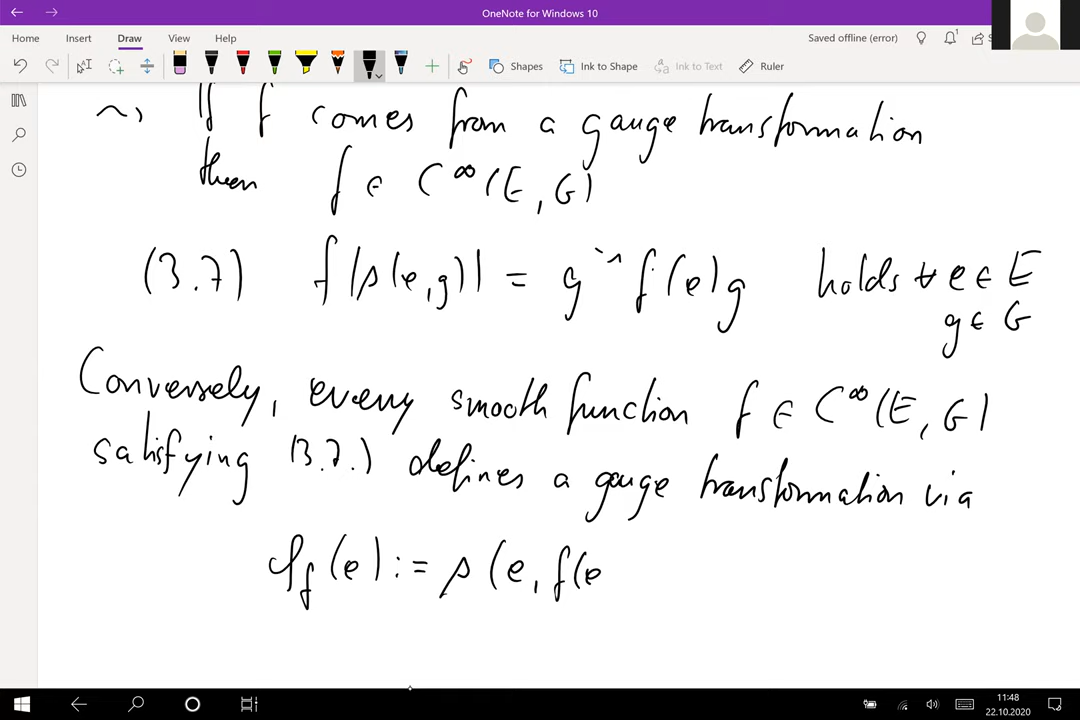 OneNote for Windows 10
Home Insert Draw View Help
Saved offline (error)
Shapes Ink to Shape Ink to Text Ruler
~> If f comes from a gauge transformation
then f ∈ C^∞(E, G)
(3.7) f(ρ(e,g)) = g^-1 f(e)g holds ∀ e ∈ E
g ∈ G
Conversely, every smooth function f ∈ C^∞(E, G)
satisfying (3.7.) defines a gauge transformation via
φ_f(e) := ρ(e, f(e
11:48
22.10.2020